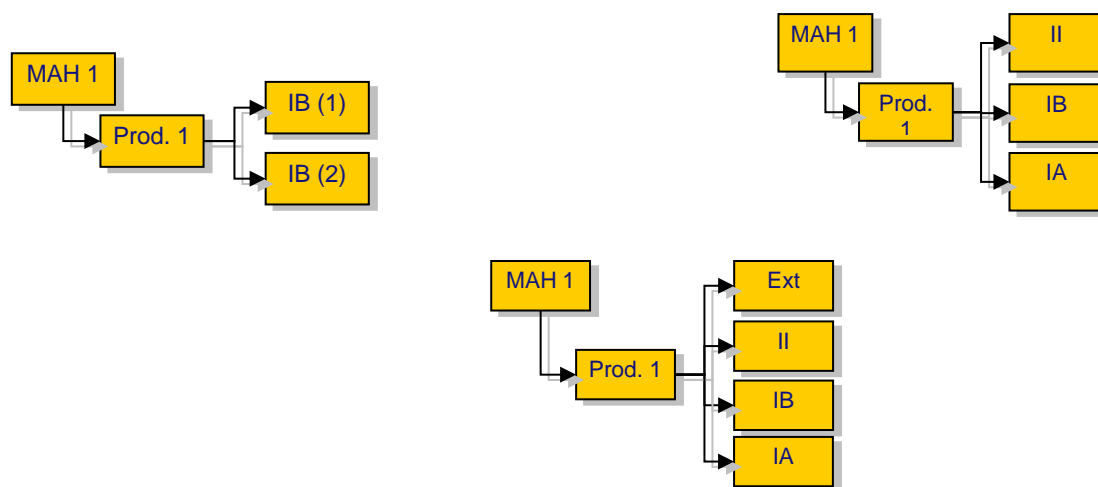 MAH 1
Prod. 1
IB (1)
IB (2)
MAH 1
Prod.
1
II
IB
IA
MAH 1
Prod. 1
Ext
II
IB
IA